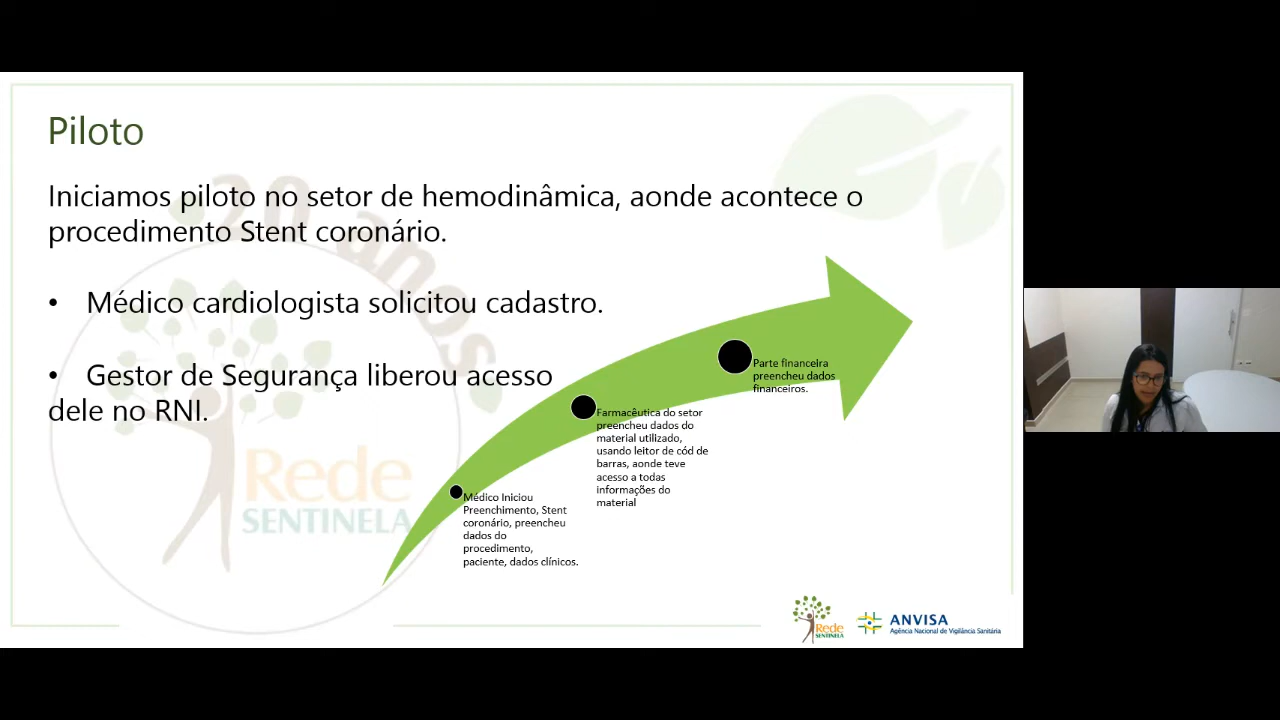 Piloto
Iniciamos piloto no setor de hemodinâmica, aonde acontece o
procedimento Stent coronário.
• Médico cardiologista solicitou cadastro.
• Gestor de Segurança liberou acesso
dele no RNI.
Médico Iniciou
Preenchimento, Stent
coronário, preencheu
dados do
procedimento,
paciente, dados clínicos.
Farmacêutica do setor
preencheu dados do
material utilizado,
usando leitor de cód de
barras, aonde teve
acesso a todas
informações do
material
Parte financeira
preencheu dados
financeiros.
20 anos
Rede
SENTINELA
Rede
SENTINELA
ANVISA
Agência Nacional de Vigilância Sanitária